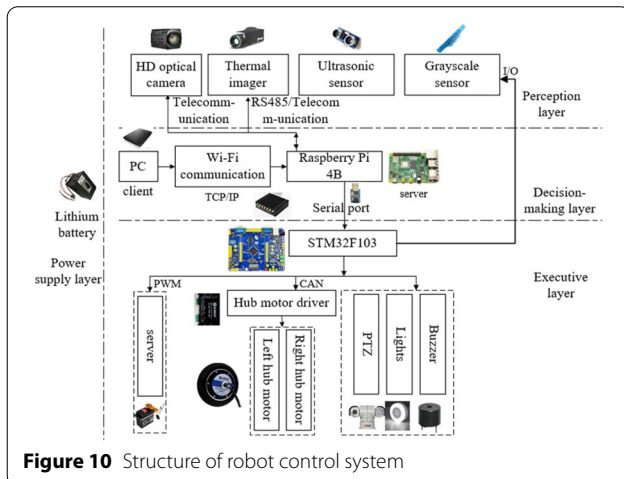 HD optical
camera
Thermal
imager
Ultrasonic
sensor
Grayscale
sensor
I/O
Telecomm-
unication
RS485/Telecom
m-unication
Perception
layer
PC
client
Wi-Fi
communication
TCP/IP
Raspberry Pi
4B
server
Serial port
Decision-
making layer
Lithium
battery
Power
supply layer
STM32F103
Executive
layer
PWM
CAN
server
Hub motor driver
Left hub motor
Right hub motor
PTZ
Lights
Buzzer
Figure 10 Structure of robot control system